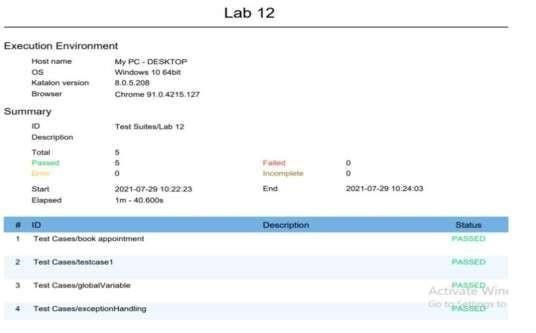 Lab 12
Execution Environment
Host name My PC - DESKTOP
OS Windows 10 64bit
Katalon version 8.0.5.208
Browser Chrome 91.0.4215.127
Summary
ID Test Suites/Lab 12
Description
Total 5
Passed 5 Failed 0
Error 0 Incomplete 0
Start 2021-07-29 10:22:23 End 2021-07-29 10:24:03
Elapsed 1m - 40.600s
# ID Description Status
1 Test Cases/book appointment PASSED
2 Test Cases/testcase1 PASSED
3 Test Cases/globalVariable PASSED
Activate Win
4 Test Cases/exceptionHandling PASSED
Go to Settings to